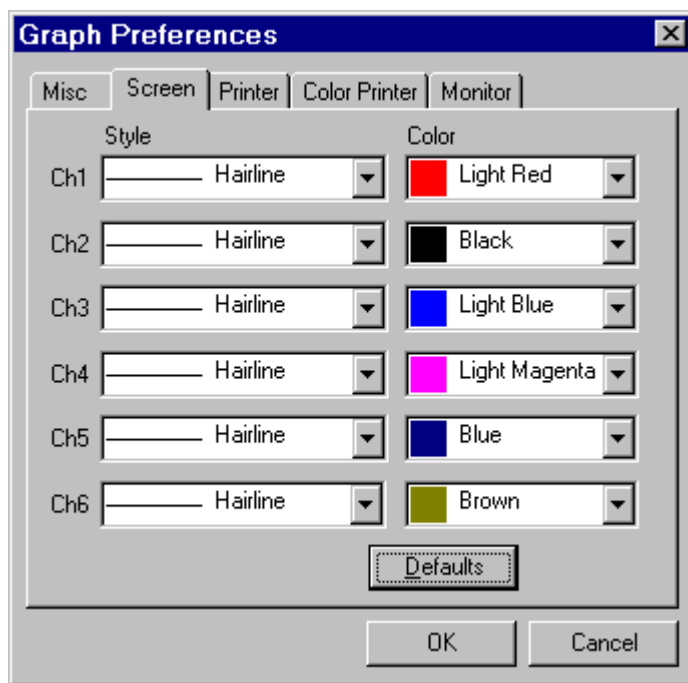 Graph Preferences
Misc Screen Printer Color Printer Monitor
Style Color
Ch1 Hairline Light Red
Ch2 Hairline Black
Ch3 Hairline Light Blue
Ch4 Hairline Light Magenta
Ch5 Hairline Blue
Ch6 Hairline Brown
Defaults
OK Cancel